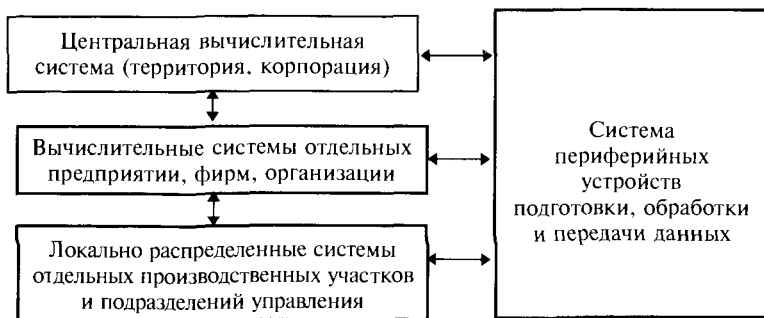 Центральная вычислительная
система (территория, корпорация)
Вычислительные системы отдельных
предприятии, фирм, организации
Локально распределенные системы
отдельных производственных участков
и подразделений управления
Система
периферийных
устройств
подготовки, обработки
и передачи данных